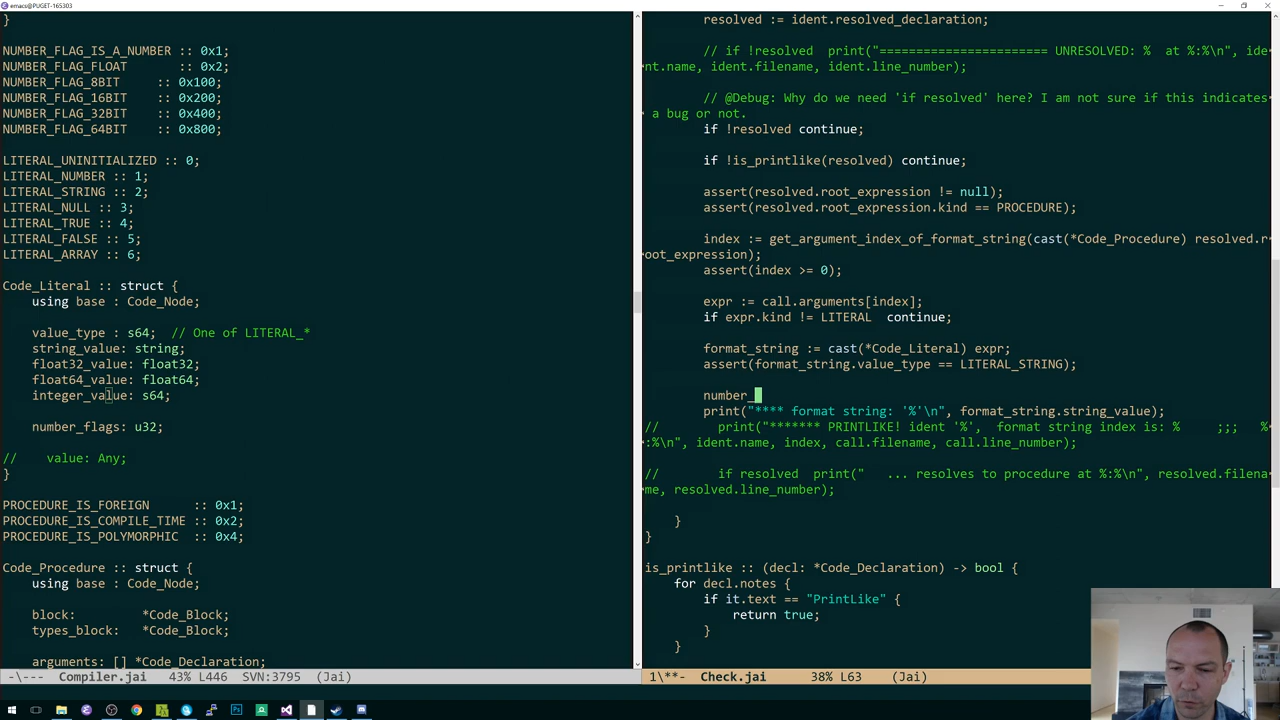 emacs@PUGET-165303
}
NUMBER_FLAG_IS_A_NUMBER :: 0x1;
NUMBER_FLAG_FLOAT       :: 0x2;
NUMBER_FLAG_8BIT     :: 0x100;
NUMBER_FLAG_16BIT    :: 0x200;
NUMBER_FLAG_32BIT    :: 0x400;
NUMBER_FLAG_64BIT    :: 0x800;
LITERAL_UNINITIALIZED :: 0;
LITERAL_NUMBER :: 1;
LITERAL_STRING :: 2;
LITERAL_NULL :: 3;
LITERAL_TRUE :: 4;
LITERAL_FALSE :: 5;
LITERAL_ARRAY :: 6;
Code_Literal :: struct {
    using base : Code_Node;
    value_type : s64;  // One of LITERAL_*
    string_value: string;
    float32_value: float32;
    float64_value: float64;
    integer_value: s64;
    number_flags: u32;
//    value: Any;
}
PROCEDURE_IS_FOREIGN      :: 0x1;
PROCEDURE_IS_COMPILE_TIME :: 0x2;
PROCEDURE_IS_POLYMORPHIC  :: 0x4;
Code_Procedure :: struct {
    using base : Code_Node;
    block:         *Code_Block;
    types_block:   *Code_Block;
    arguments: [] *Code_Declaration;
-\---  Compiler.jai   43% L446  SVN:3795  (Jai)
        resolved := ident.resolved_declaration;
        // if !resolved  print("======================= UNRESOLVED: %  at %:%\n", ide
nt.name, ident.filename, ident.line_number);
        // @Debug: Why do we need 'if resolved' here? I am not sure if this indicates
 a bug or not.
        if !resolved continue;
        if !is_printlike(resolved) continue;
        assert(resolved.root_expression != null);
        assert(resolved.root_expression.kind == PROCEDURE);
        index := get_argument_index_of_format_string(cast(*Code_Procedure) resolved.r
oot_expression);
        assert(index >= 0);
        expr := call.arguments[index];
        if expr.kind != LITERAL  continue;
        format_string := cast(*Code_Literal) expr;
        assert(format_string.value_type == LITERAL_STRING);
        number_
        print("**** format string: '%'\n", format_string.string_value);
//        print("******* PRINTLIKE! ident '%',  format string index is: %     ;;;   %
:%\n", ident.name, index, call.filename, call.line_number);
//        if resolved  print("   ... resolves to procedure at %:%\n", resolved.filena
me, resolved.line_number);
    }
}
is_printlike :: (decl: *Code_Declaration) -> bool {
    for decl.notes {
        if it.text == "PrintLike" {
            return true;
        }
    }
1\**-  Check.jai      38% L63    (Jai)